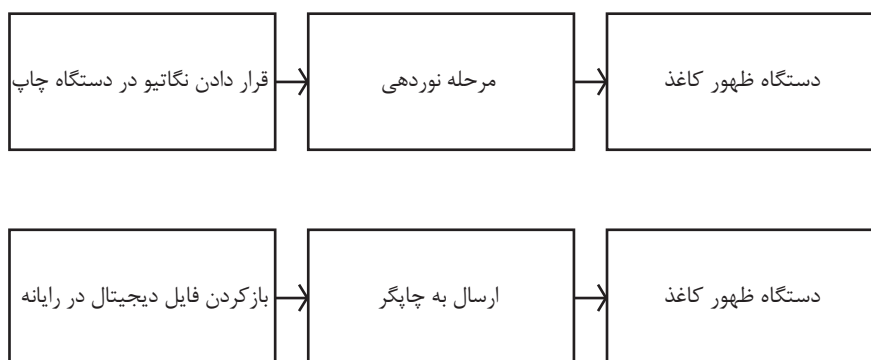 قرار دادن نگاتیو در دستگاه چاپ
مرحله نوردهی
دستگاه ظهور کاغذ
بازکردن فایل دیجیتال در رایانه
ارسال به چاپگر
دستگاه ظهور کاغذ